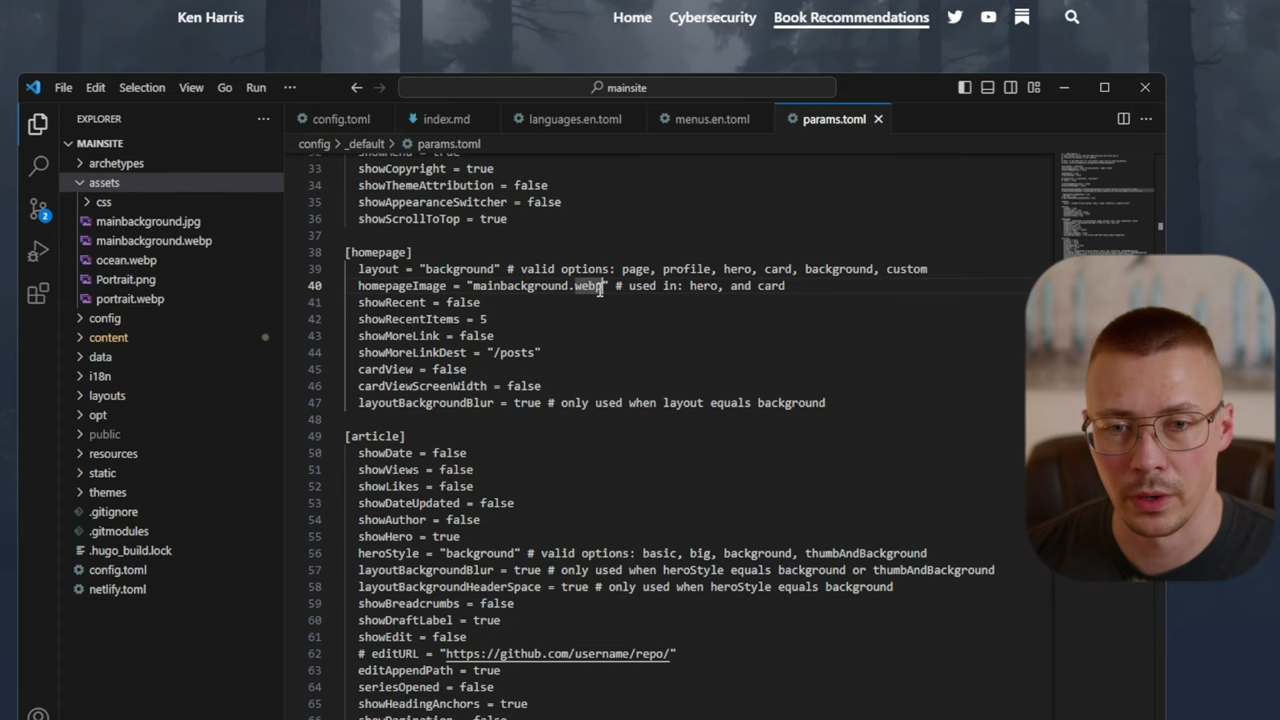 Ken Harris
Home Cybersecurity Book Recommendations
File Edit Selection View Go Run ···
mainsite
EXPLORER
config.toml
index.md
languages.en.toml
menus.en.toml
params.toml
MAINSITE
config > _default > params.toml
archetypes
assets
css
mainbackground.jpg
mainbackground.webp
ocean.webp
Portrait.png
portrait.webp
config
content
data
i18n
layouts
opt
public
resources
static
themes
.gitignore
.gitmodules
.hugo_build.lock
config.toml
netlify.toml
2
33 showCopyright = true
34 showThemeAttribution = false
35 showAppearanceSwitcher = false
36 showScrollToTop = true
37
38 [homepage]
39 layout = "background" # valid options: page, profile, hero, card, background, custom
40 homepageImage = "mainbackground.webp" # used in: hero, and card
41 showRecent = false
42 showRecentItems = 5
43 showMoreLink = false
44 showMoreLinkDest = "/posts"
45 cardView = false
46 cardViewScreenWidth = false
47 layoutBackgroundBlur = true # only used when layout equals background
48
49 [article]
50 showDate = false
51 showViews = false
52 showLikes = false
53 showDateUpdated = false
54 showAuthor = false
55 showHero = true
56 heroStyle = "background" # valid options: basic, big, background, thumbAndBackground
57 layoutBackgroundBlur = true # only used when heroStyle equals background or thumbAndBackground
58 layoutBackgroundHeaderSpace = true # only used when heroStyle equals background
59 showBreadcrumbs = false
60 showDraftLabel = true
61 showEdit = false
62 # editURL = "https://github.com/username/repo/"
63 editAppendPath = true
64 seriesOpened = false
65 showHeadingAnchors = true